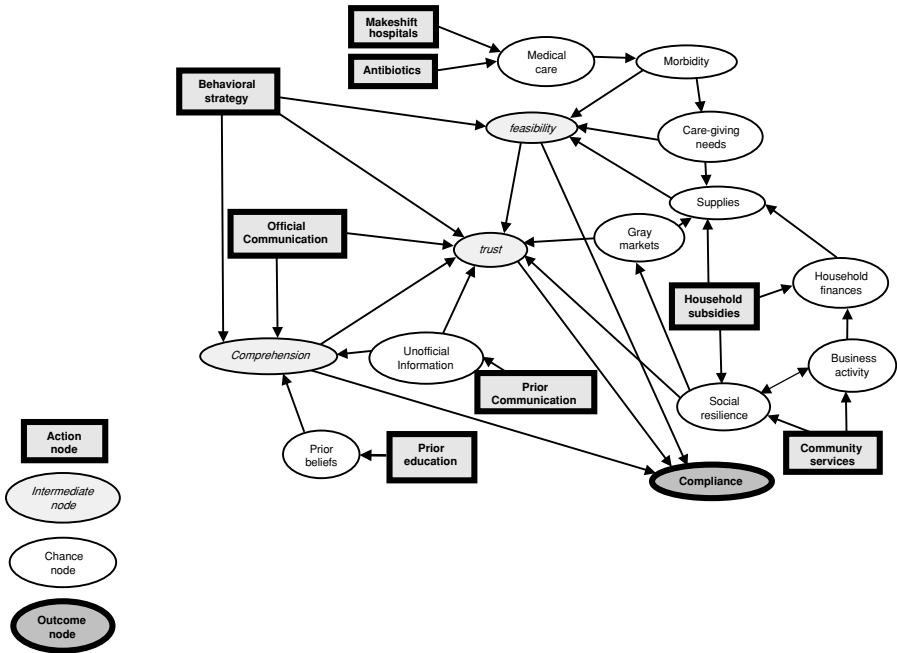 Makeshift
hospitals
Antibiotics
Medical
care
Morbidity
Behavioral
strategy
feasibility
Care-giving
needs
Supplies
Official
Communication
trust
Gray
markets
Household
finances
Household
subsidies
Comprehension
Unofficial
Information
Business
activity
Prior
Communication
Social
resilience
Prior
beliefs
Prior
education
Community
services
Compliance
Action
node
Intermediate
node
Chance
node
Outcome
node